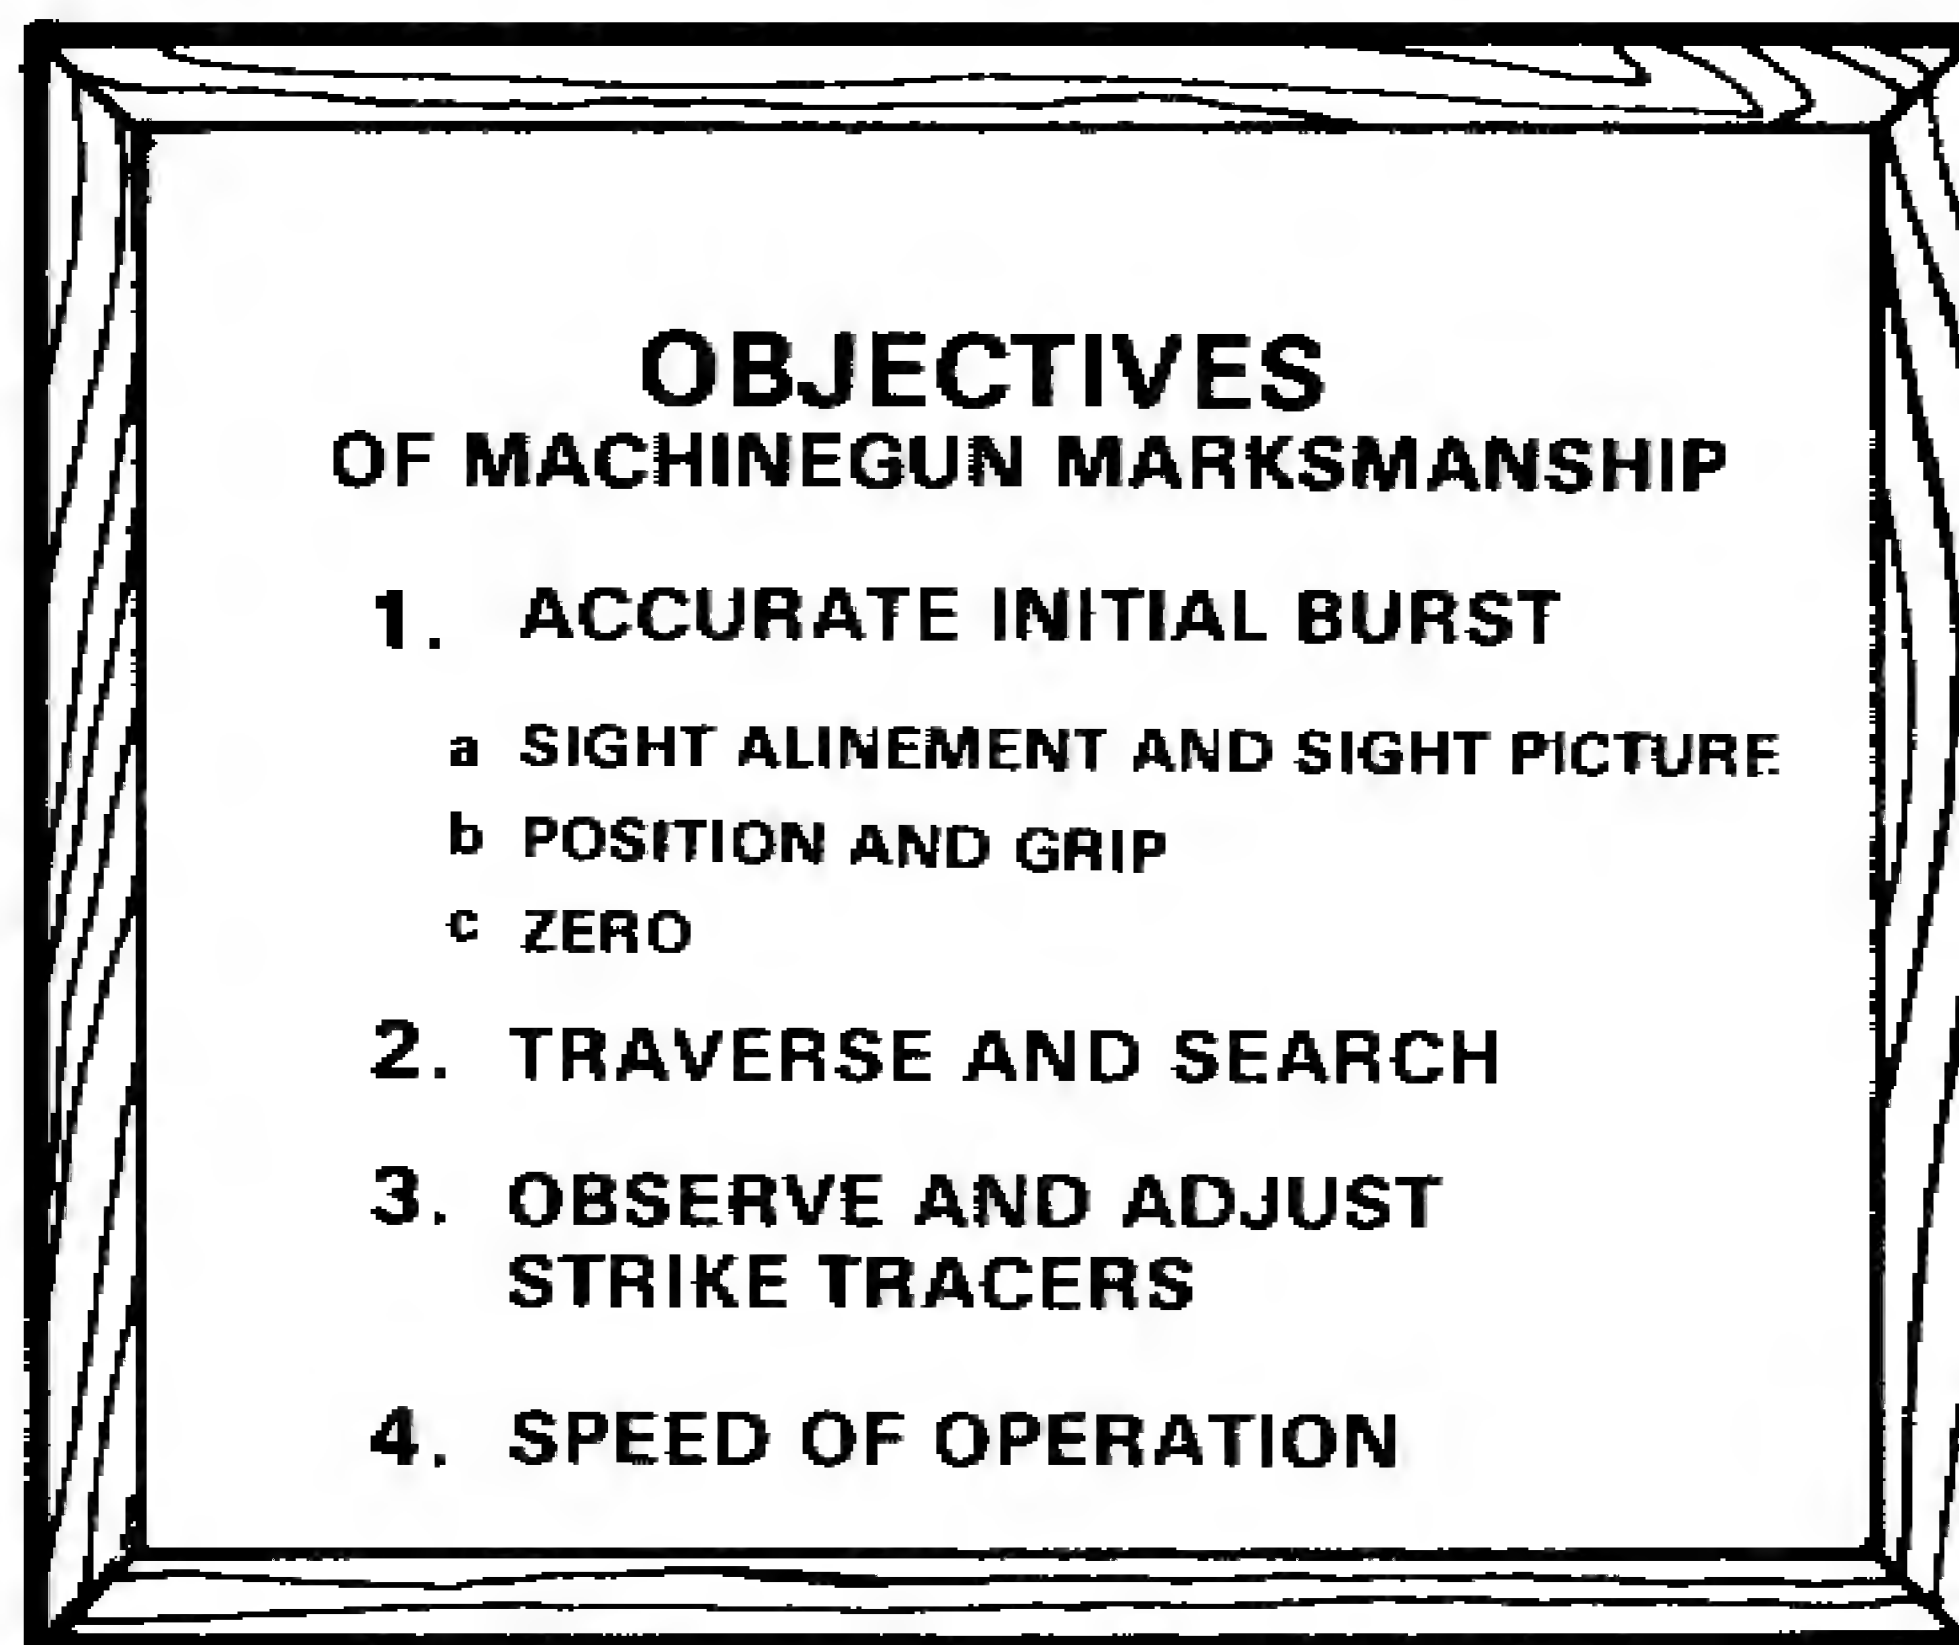 OBJECTIVES
OF MACHINEGUN MARKSMANSHIP
1. ACCURATE INITIAL BURST
a SIGHT ALINEMENT AND SIGHT PICTURE
b POSITION AND GRIP
c ZERO
2. TRAVERSE AND SEARCH
3. OBSERVE AND ADJUST
STRIKE TRACERS
4. SPEED OF OPERATION